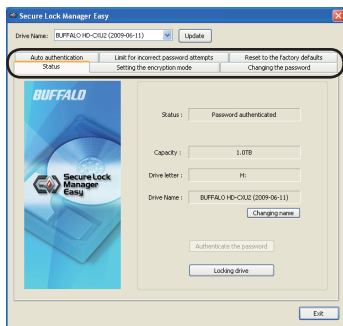 Secure Lock Manager Easy
Drive Name: BUFFALO HD-CXU2 (2009-06-11) Update
Auto authentication Limit for incorrect password attempts Reset to the factory defaults
Status Setting the encryption mode Changing the password
BUFFALO
Secure Lock
Manager
Easy
Status : Password authenticated
Capacity : 1.0TB
Drive letter : H:
Drive Name : BUFFALO HD-CXU2 (2009-06-11)
Changing name
Authenticate the password
Locking drive
Exit